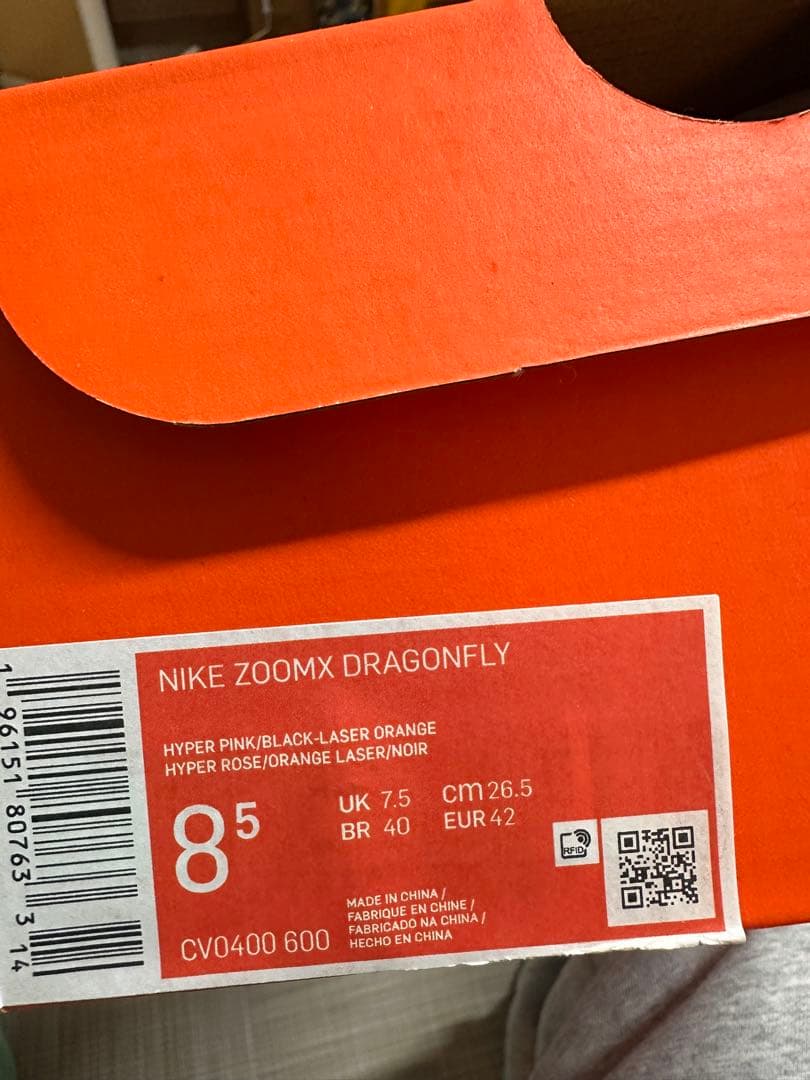 NIKE ZOOMX DRAGONFLY
HYPER PINK/BLACK-LASER ORANGE
HYPER ROSE/ORANGE LASER/NOIR
8 5
UK 7.5 cm 26.5
BR 40 EUR 42
RFID
MADE IN CHINA /
FABRIQUE EN CHINE /
FABRICADO NA CHINA /
HECHO EN CHINA
CV0400 600
1 96151 80763 3 14